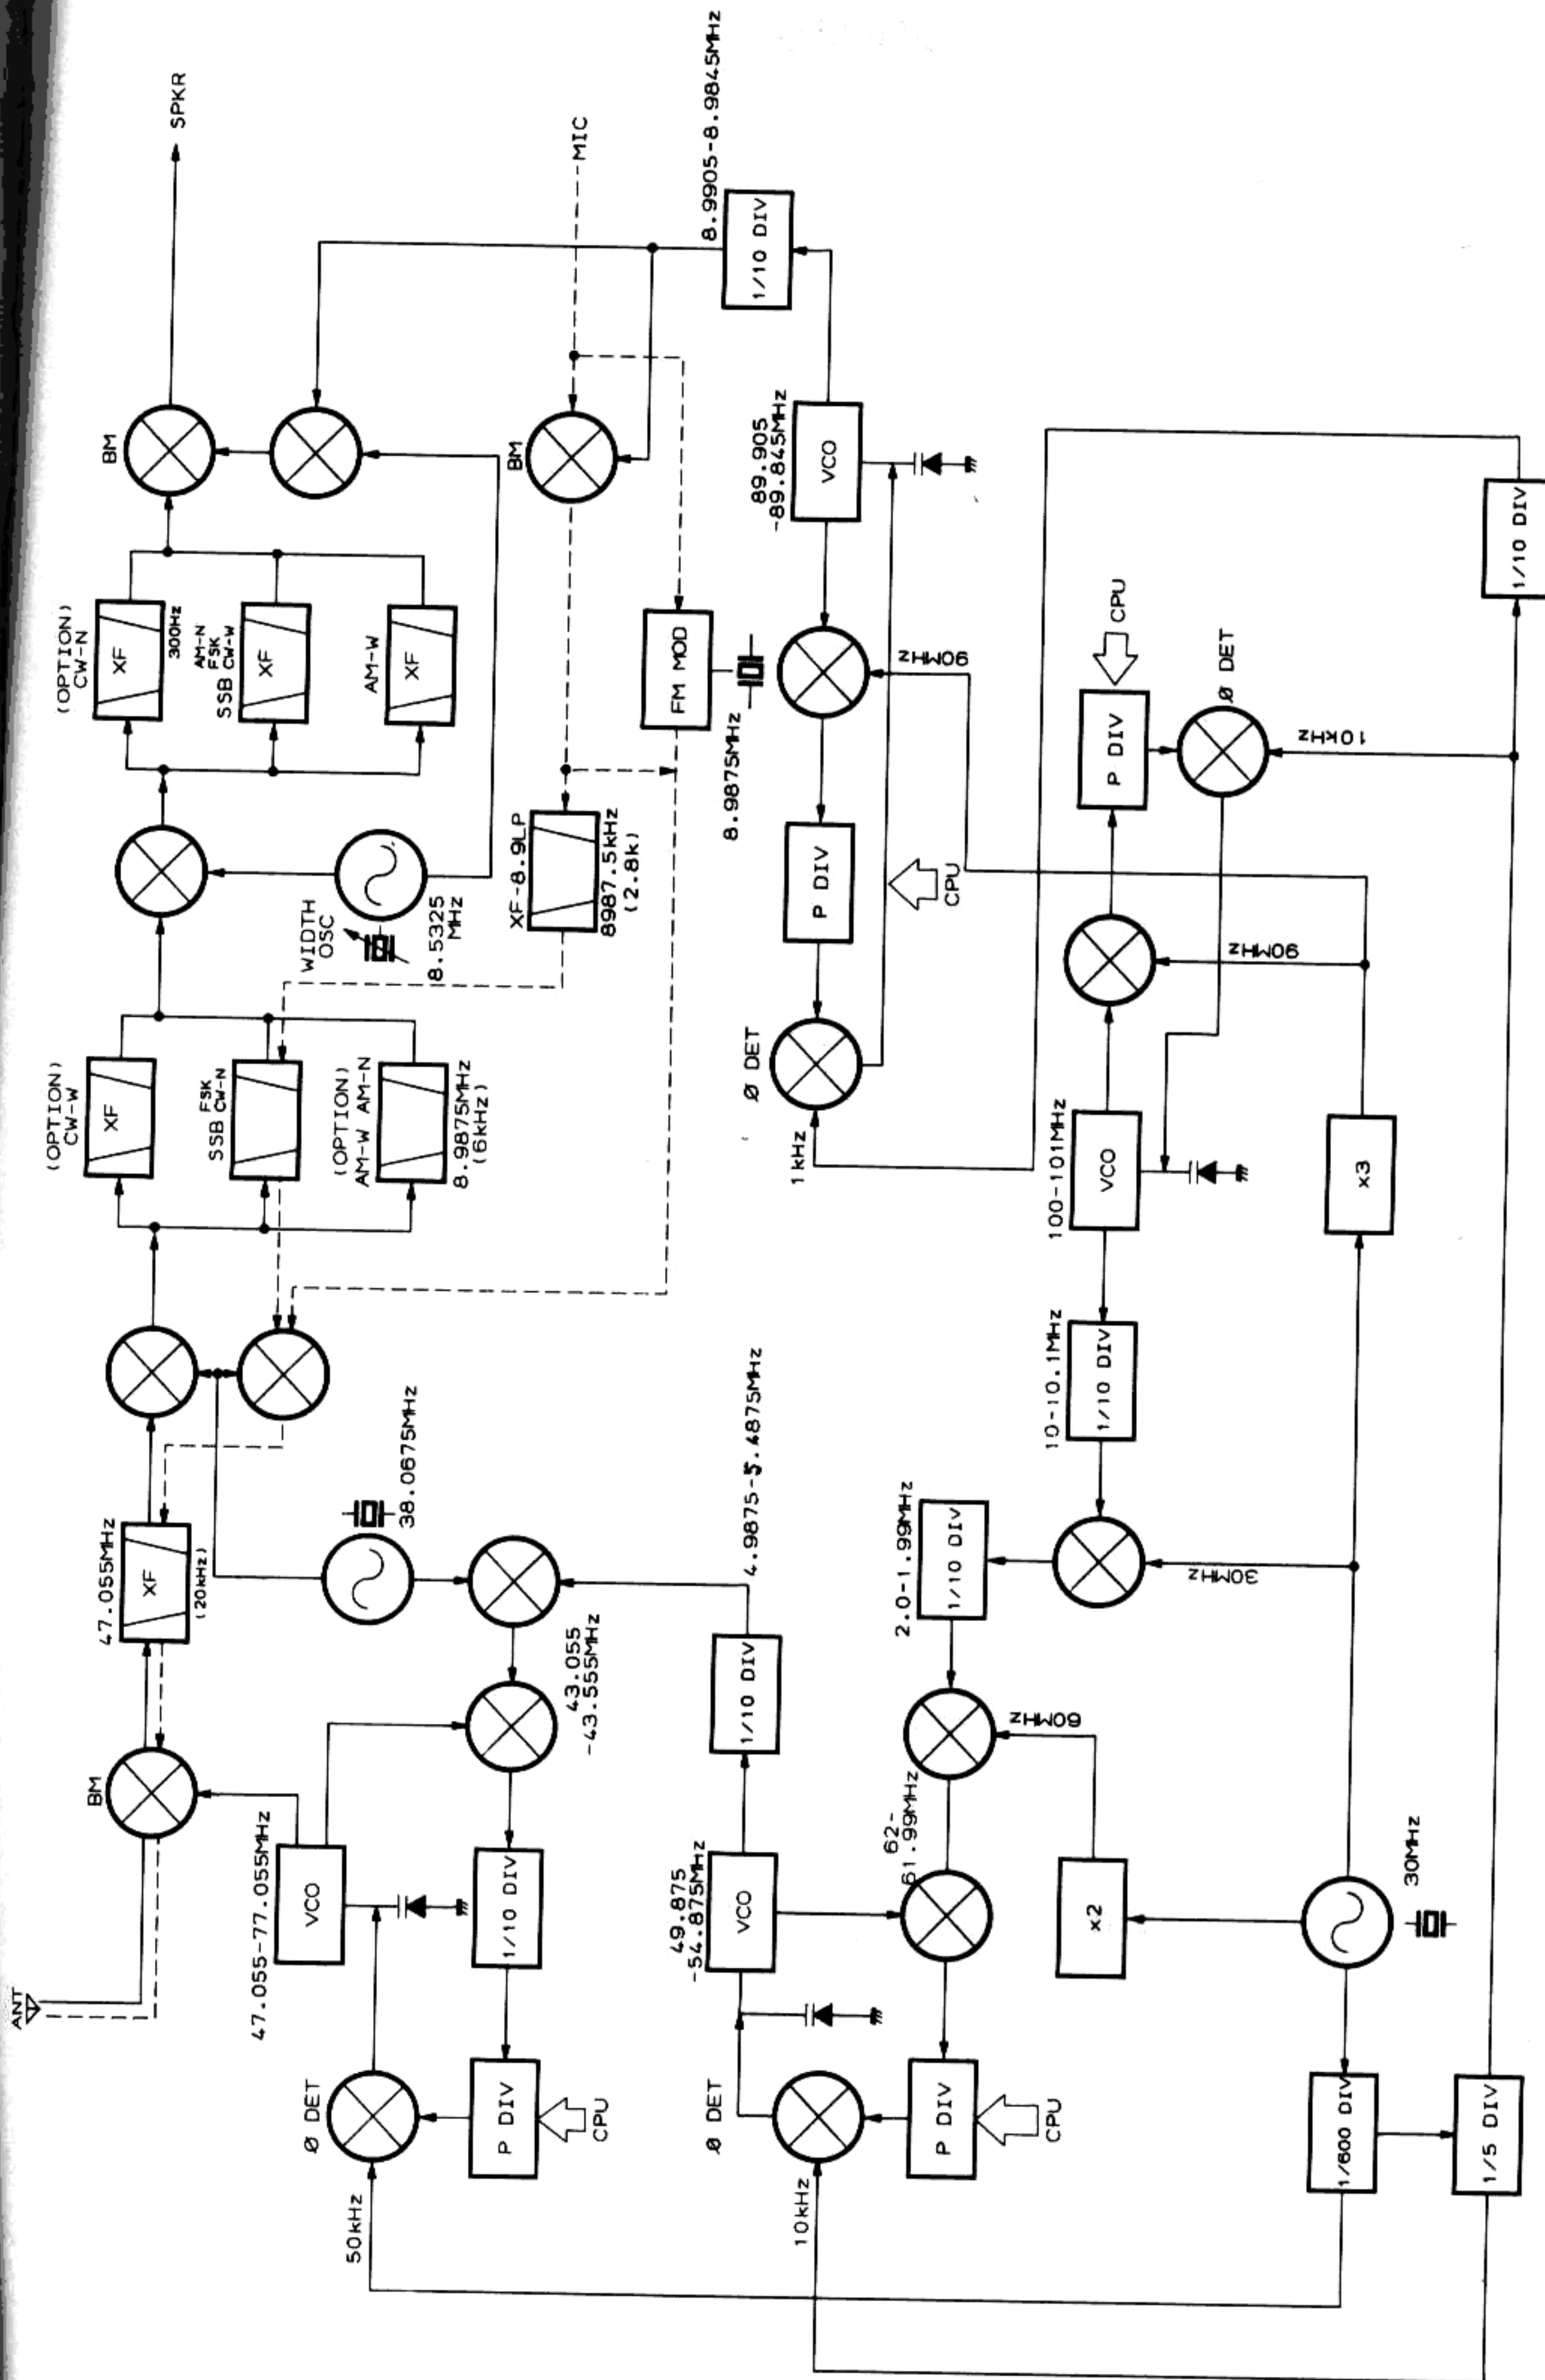 ANT
BM
47.055MHz
XF
(20kHz)
(OPTION)
CW-W
XF
FSK
SSB CW-N
(OPTION)
AM-W AM-N
8.9875MHz
(6kHz)
(OPTION)
CW-N
XF
300Hz
AM-N
FSK
SSB CW-W
XF
AM-W
XF
BM
SPKR
WIDTH
OSC
8.5325
MHz
XF-8.9LP
8987.5kHz
(2.8k)
BM
MIC
FM MOD
8.9875MHz
8.9905-8.9845MHz
1/10 DIV
47.055-77.055MHz
VCO
38.0675MHz
43.055
-43.555MHz
1/10 DIV
Ø DET
P DIV
CPU
50kHz
4.9875-5.4875MHz
1/10 DIV
49.875
-54.875MHz
VCO
62-
61.99MHz
Ø DET
10kHz
P DIV
CPU
2.0-1.99MHz
1/10 DIV
60MHz
x2
89.905
-89.845MHz
VCO
90MHz
P DIV
CPU
Ø DET
1kHz
100-101MHz
VCO
10-10.1MHz
1/10 DIV
30MHz
90MHz
P DIV
CPU
Ø DET
10kHz
x3
30MHz
1/600 DIV
1/5 DIV
1/10 DIV